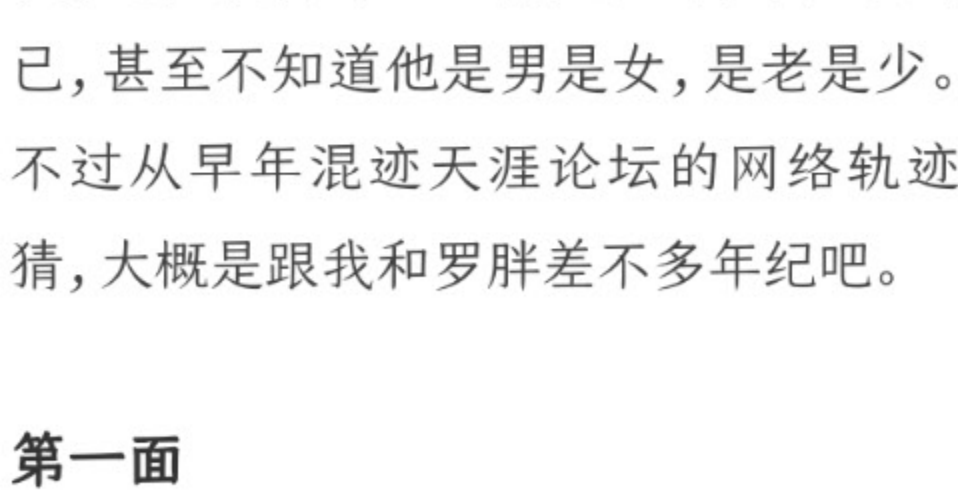 己，甚至不知道他是男是女，是老是少。
不过从早年混迹天涯论坛的网络轨迹
猜，大概是跟我和罗胖差不多年纪吧。
第一面